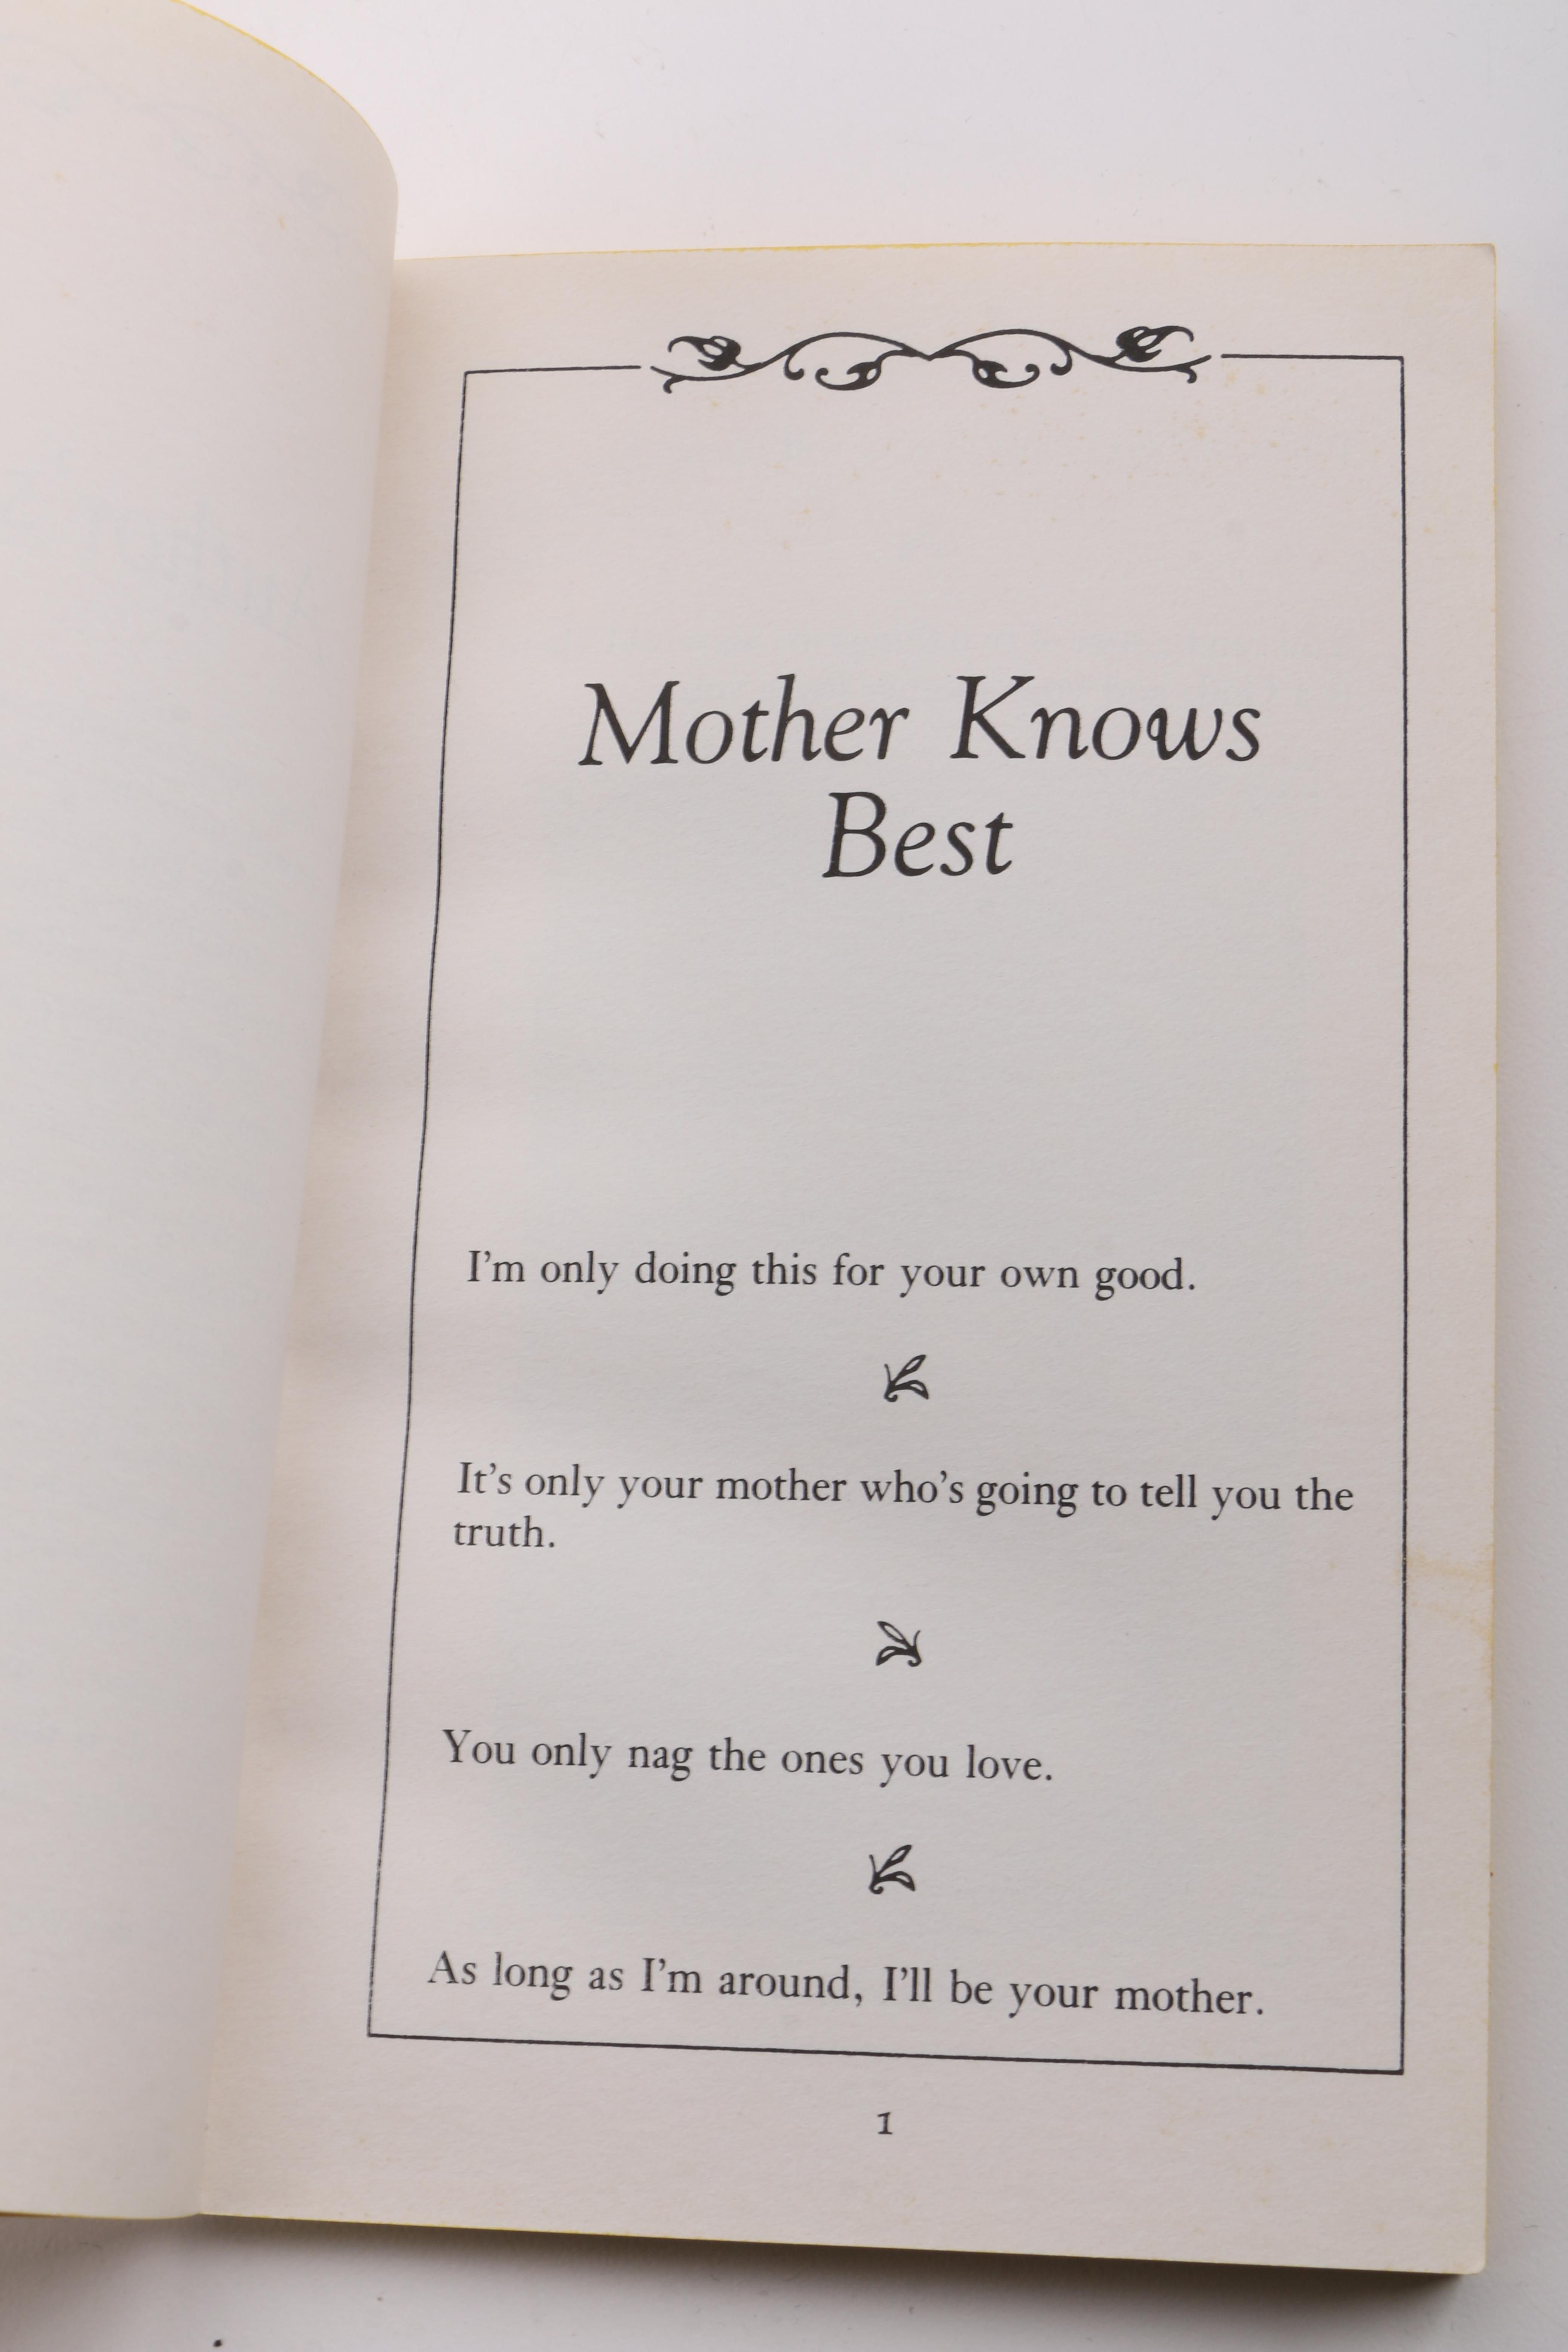 Mother Knows
Best
I'm only doing this for your own good.
It's only your mother who's going to tell you the
truth.
You only nag the ones you love.
As long as I'm around, I'll be your mother.
1